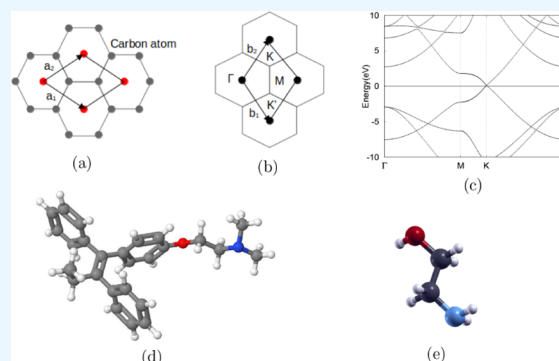 Carbon atom
a₂
a₁
(a)
b₂
K
Γ
M
K'
b₁
(b)
10
5
0
-5
-10
Energy(eV)
Γ
M
K
(c)
(d)
(e)